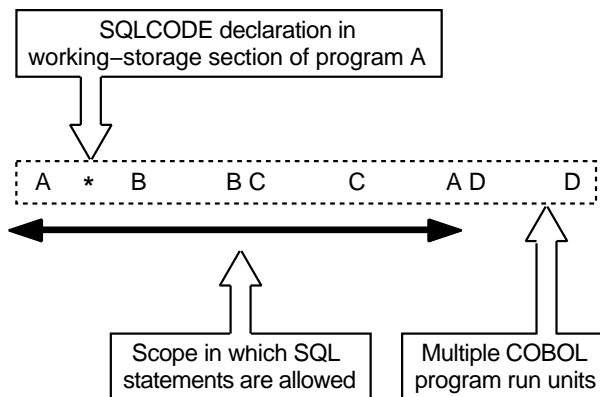 SQLCODE declaration in
working–storage section of program A
A * B B C C A D D
Scope in which SQL
statements are allowed
Multiple COBOL
program run units